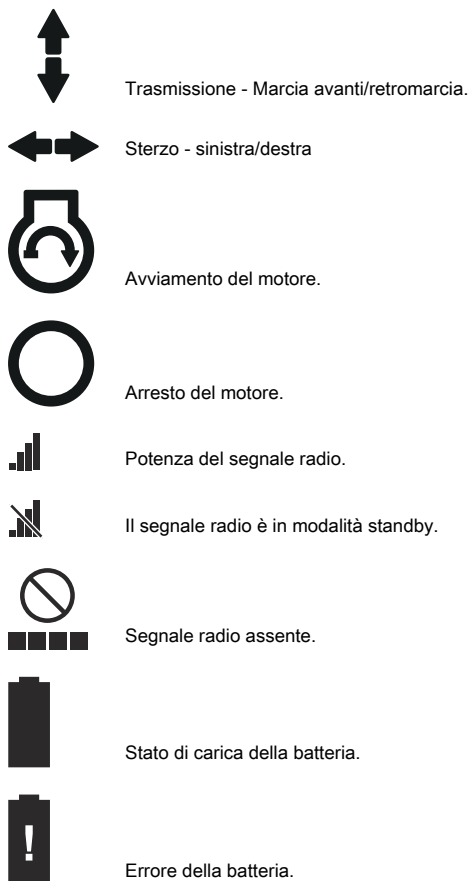 Trasmissione - Marcia avanti/retromarcia.
Sterzo - sinistra/destra
Avviamento del motore.
Arresto del motore.
Potenza del segnale radio.
Il segnale radio è in modalità standby.
Segnale radio assente.
Stato di carica della batteria.
!
Errore della batteria.